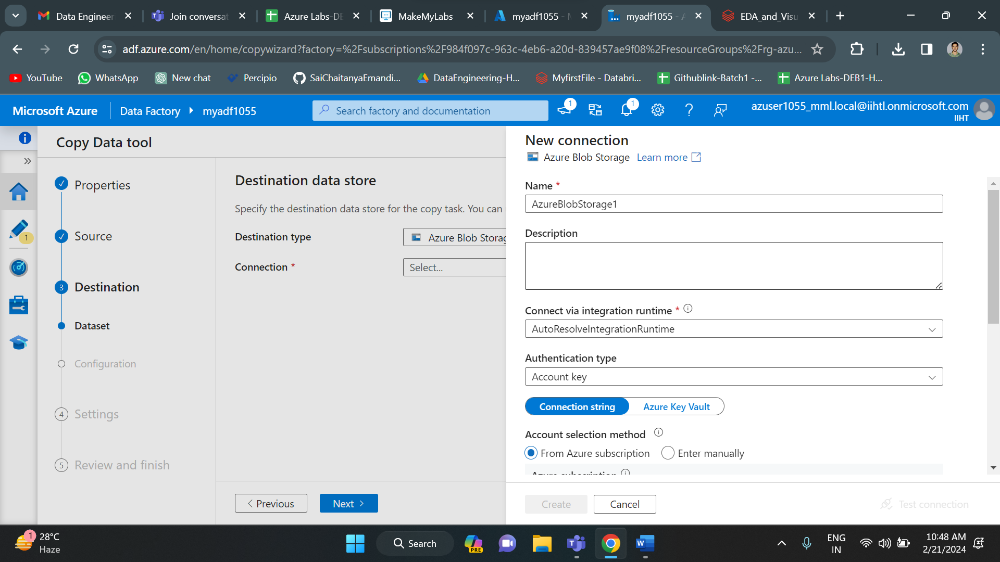 Data Engineer
Join conversat
Azure Labs-DE
MakeMyLabs
myadf1055 - M
myadf1055 - A
EDA_and_Visu
adf.azure.com/en/home/copywizard?factory=%2Fsubscriptions%2F984f097c-963c-4eb6-a20d-839457ae9f08%2FresourceGroups%2Frg-azu...
YouTube
WhatsApp
New chat
Percipio
SaiChaitanyaEmandi...
DataEngineering-H...
MyfirstFile - Databri...
Githublink-Batch1 -...
Azure Labs-DEB1-H...
Microsoft Azure
Data Factory
myadf1055
Search factory and documentation
1
1
azuser1055_mml.local@iihtl.onmicrosoft.com
IIHT
1
Copy Data tool
Properties
Source
3 Destination
Dataset
Configuration
4 Settings
5 Review and finish
Destination data store
Specify the destination data store for the copy task. You can
Destination type
Azure Blob Storag
Connection *
Select...
Previous
Next
New connection
Azure Blob Storage Learn more
Name *
AzureBlobStorage1
Description
Connect via integration runtime *
AutoResolveIntegrationRuntime
Authentication type
Account key
Connection string
Azure Key Vault
Account selection method
From Azure subscription
Enter manually
Azure subscription
Create
Cancel
Test connection
1
28°C
Haze
Search
PRE
ENG
IN
10:48 AM
2/21/2024